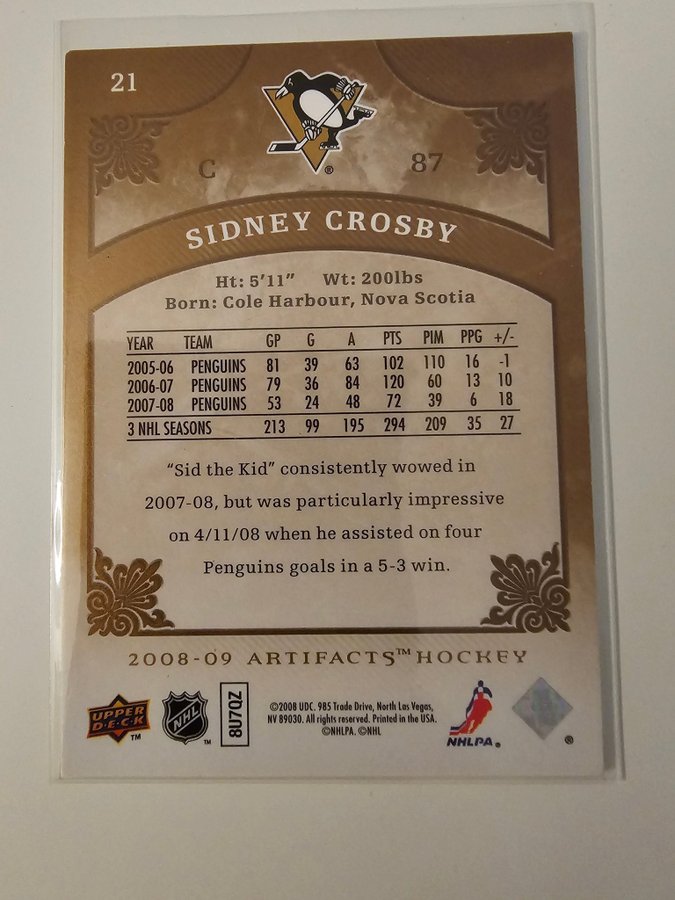 21
C 87
SIDNEY CROSBY
Ht: 5'11" Wt: 200lbs
Born: Cole Harbour, Nova Scotia
YEAR TEAM GP G A PTS PIM PPG +/-
2005-06 PENGUINS 81 39 63 102 110 16 -1
2006-07 PENGUINS 79 36 84 120 60 13 10
2007-08 PENGUINS 53 24 48 72 39 6 18
3 NHL SEASONS 213 99 195 294 209 35 27
"Sid the Kid" consistently wowed in
2007-08, but was particularly impressive
on 4/11/08 when he assisted on four
Penguins goals in a 5-3 win.
2008-09 ARTIFACTS™ HOCKEY
UPPER
D·E·C·K
TM
NHL
TM
8U7QZ
©2008 UDC. 985 Trade Drive, North Las Vegas,
NV 89030. All rights reserved. Printed in the USA.
©NHLPA. ©NHL
NHLPA®